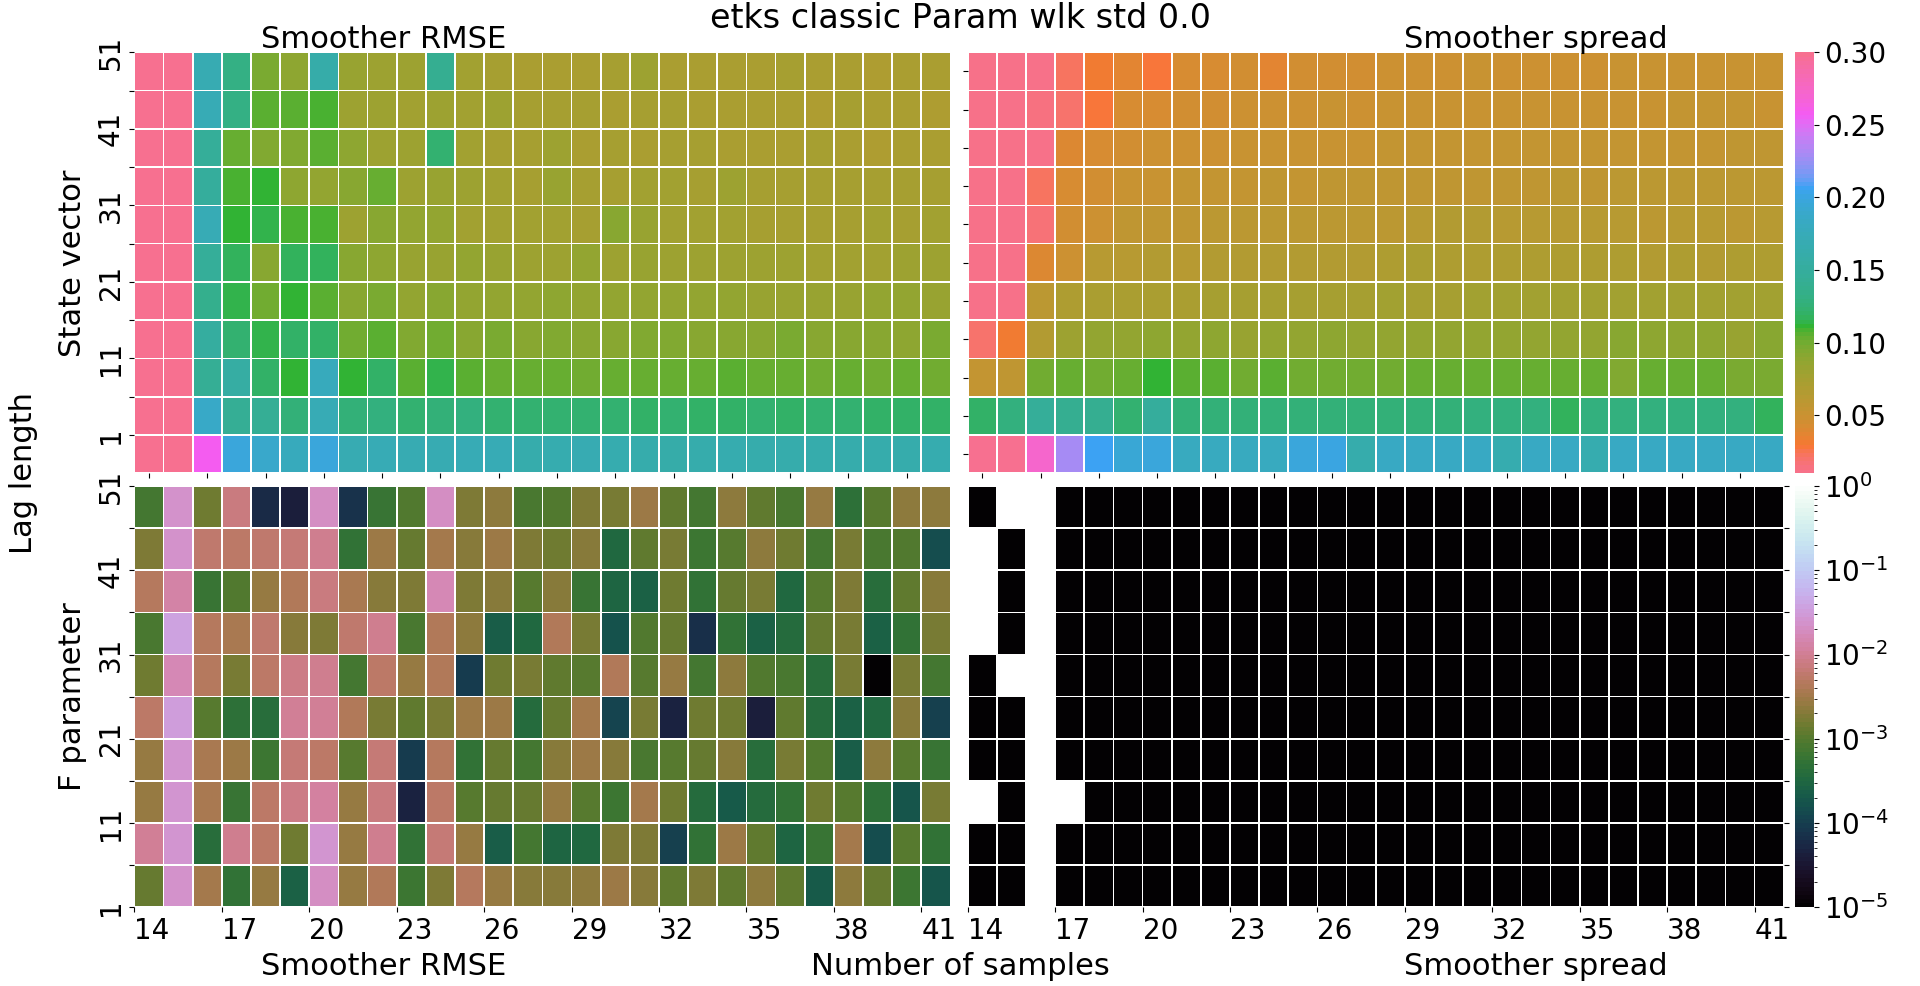 etks classic Param wlk std 0.0
Smoother RMSE
Smoother spread
Lag length
State vector
51
41
31
21
11
1
0.30
0.25
0.20
0.15
0.10
0.05
F parameter
51
41
31
21
11
1
10^0
10^-1
10^-2
10^-3
10^-4
10^-5
14 17 20 23 26 29 32 35 38 41
14 17 20 23 26 29 32 35 38 41
Smoother RMSE
Number of samples
Smoother spread